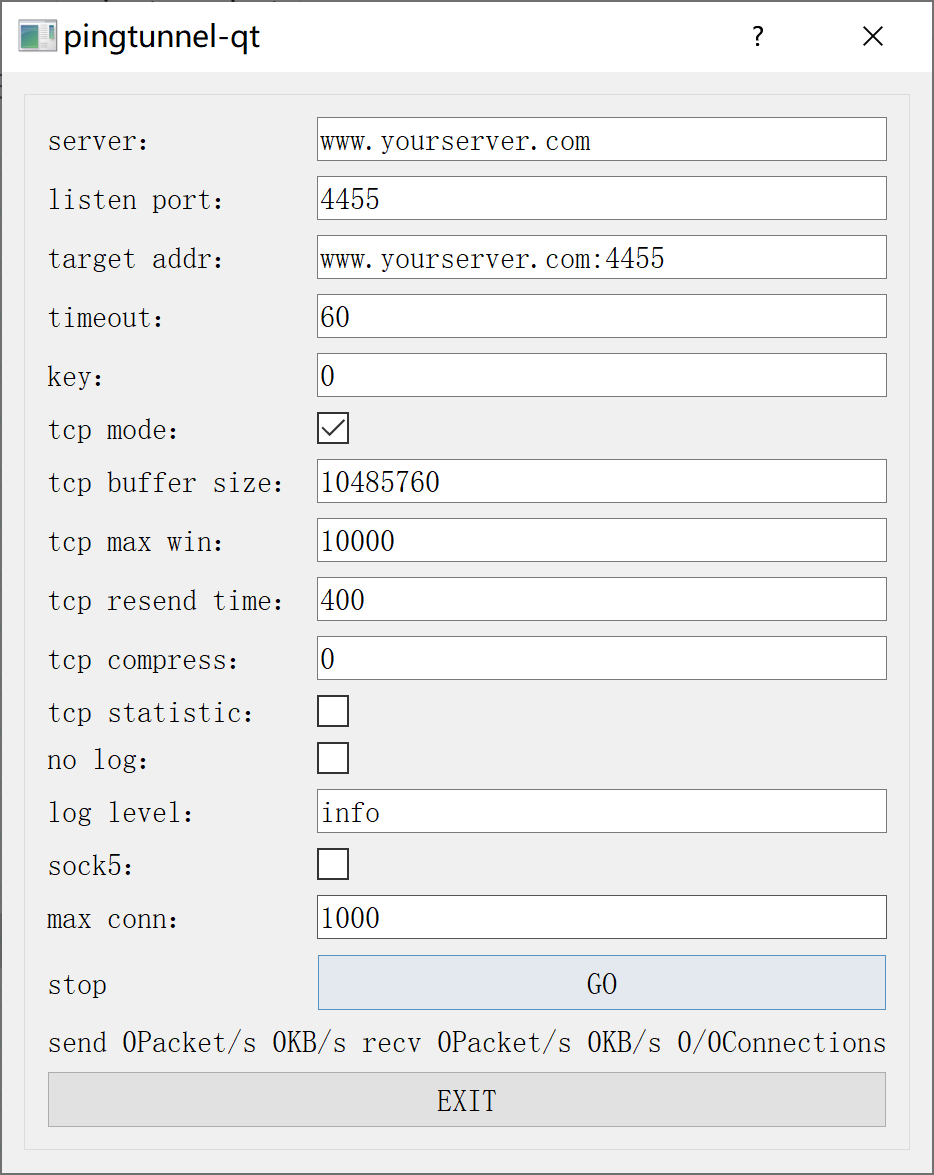 pingtunnel-qt ?
server: www.yourserver.com
listen port: 4455
target addr: www.yourserver.com:4455
timeout: 60
key: 0
tcp mode:
tcp buffer size: 10485760
tcp max win: 10000
tcp resend time: 400
tcp compress: 0
tcp statistic:
no log:
log level: info
sock5:
max conn: 1000
stop GO
send 0Packet/s 0KB/s recv 0Packet/s 0KB/s 0/0Connections
EXIT